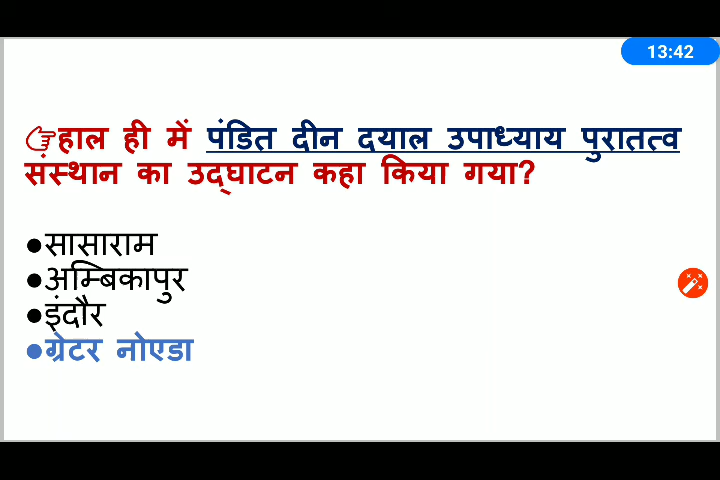 13:42
👉हाल ही में पंडित दीन दयाल उपाध्याय पुरातत्व
संस्थान का उद्घाटन कहा किया गया?
●सासाराम
●अम्बिकापुर
●इंदौर
●ग्रेटर नोएडा